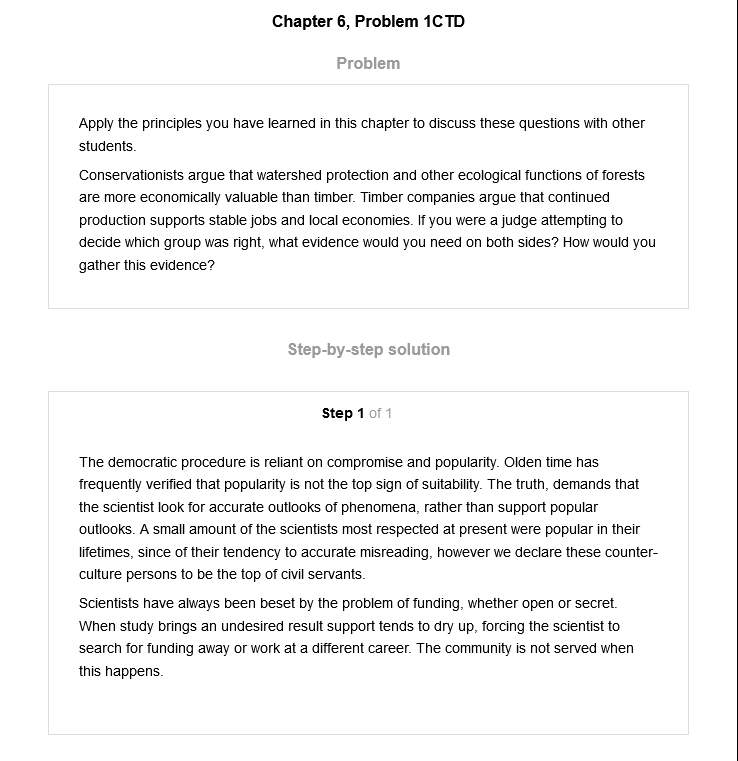 Chapter 6, Problem 1CTD
Problem
Apply the principles you have learned in this chapter to discuss these questions with other
students.
Conservationists argue that watershed protection and other ecological functions of forests
are more economically valuable than timber. Timber companies argue that continued
production supports stable jobs and local economies. If you were a judge attempting to
decide which group was right, what evidence would you need on both sides? How would you
gather this evidence?
Step-by-step solution
Step 1 of 1
The democratic procedure is reliant on compromise and popularity. Olden time has
frequently verified that popularity is not the top sign of suitability. The truth, demands that
the scientist look for accurate outlooks of phenomena, rather than support popular
outlooks. A small amount of the scientists most respected at present were popular in their
lifetimes, since of their tendency to accurate misreading, however we declare these counter-
culture persons to be the top of civil servants.
Scientists have always been beset by the problem of funding, whether open or secret.
When study brings an undesired result support tends to dry up, forcing the scientist to
search for funding away or work at a different career. The community is not served when
this happens.